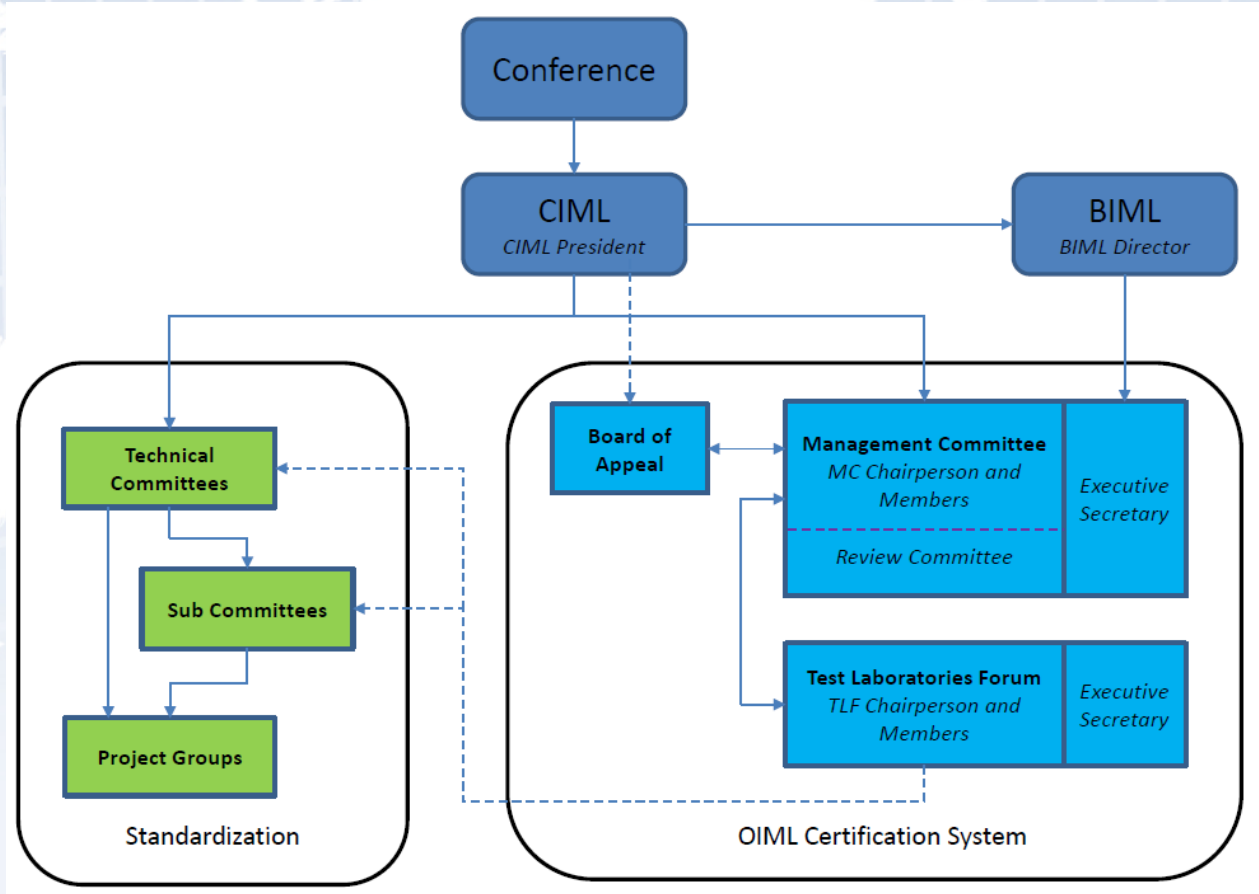 Conference
CIML
CIML President
BIML
BIML Director
Technical
Committees
Sub Committees
Project Groups
Standardization
Board of
Appeal
Management Committee
MC Chairperson and
Members
Review Committee
Executive
Secretary
Test Laboratories Forum
TLF Chairperson and
Members
Executive
Secretary
OIML Certification System